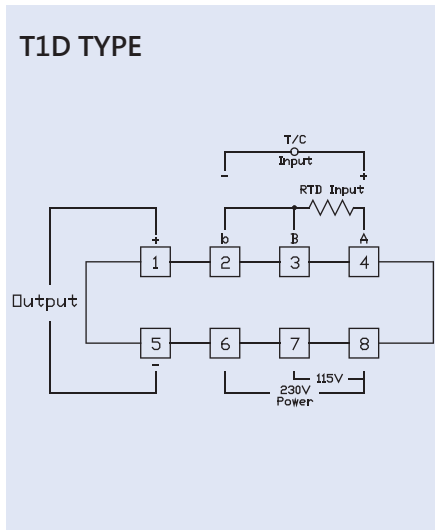 T1D TYPE
T/C
Input
- +
RTD Input
+ b B A
1 2 3 4
Output
5 6 7 8
-
115V
230V
Power